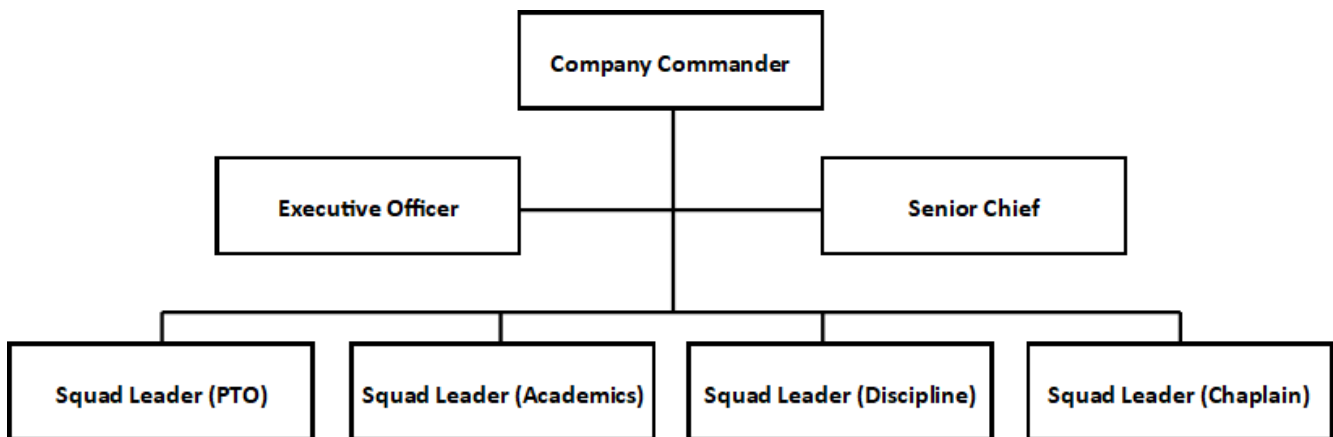 Company Commander
Executive Officer
Senior Chief
Squad Leader (PTO)
Squad Leader (Academics)
Squad Leader (Discipline)
Squad Leader (Chaplain)